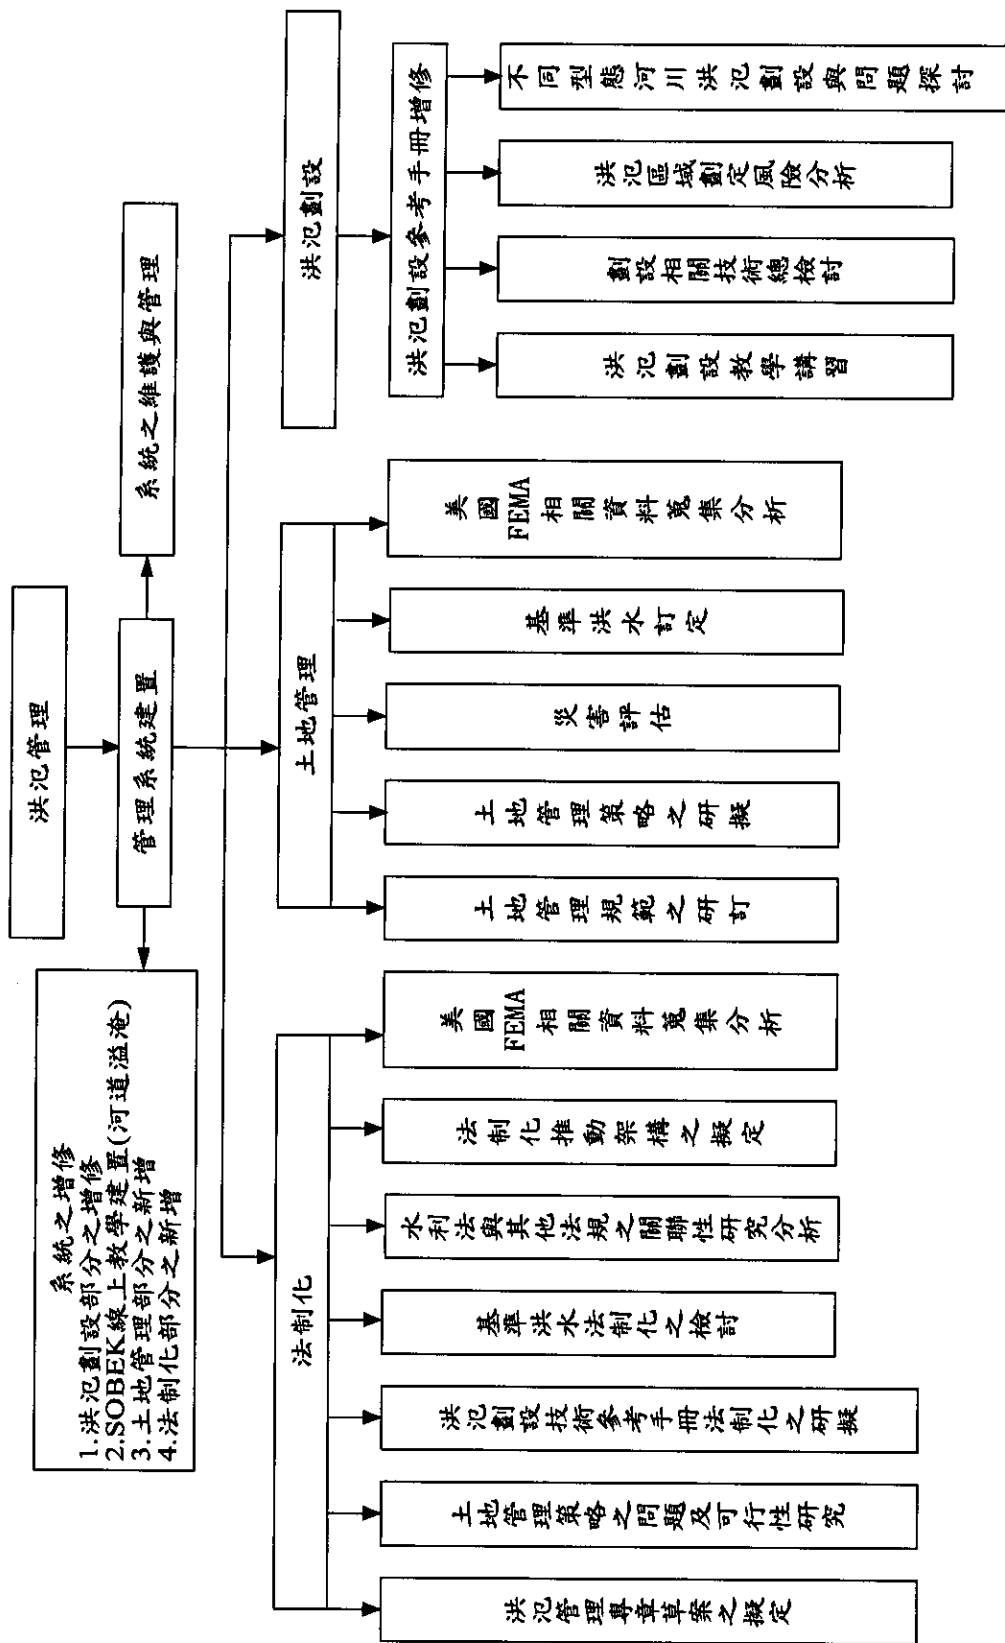 洪氾管理
管理系統建置
系統之維護與管理
系統之增修
1.洪氾劃設部分之增修
2.SOBEK線上教學建置(河道溢淹)
3.土地管理部分之新增
4.法制化部分之新增
法制化
土地管理
洪氾劃設
洪氾劃設參考手冊增修
洪氾管理專章草案之擬定
土地管理策略之問題及可行性研究
洪氾劃設技術參考手冊法制化之研擬
基準洪水法制化之檢討
水利法與其他法規之關聯性研究分析
法制化推動架構之擬定
美國FEMA相關資料蒐集分析
土地管理規範之研訂
土地管理策略之研擬
災害評估
基準洪水訂定
美國FEMA相關資料蒐集分析
洪氾劃設教學講習
劃設相關技術總檢討
洪氾區域劃定風險分析
不同型態河川洪氾劃設與問題探討